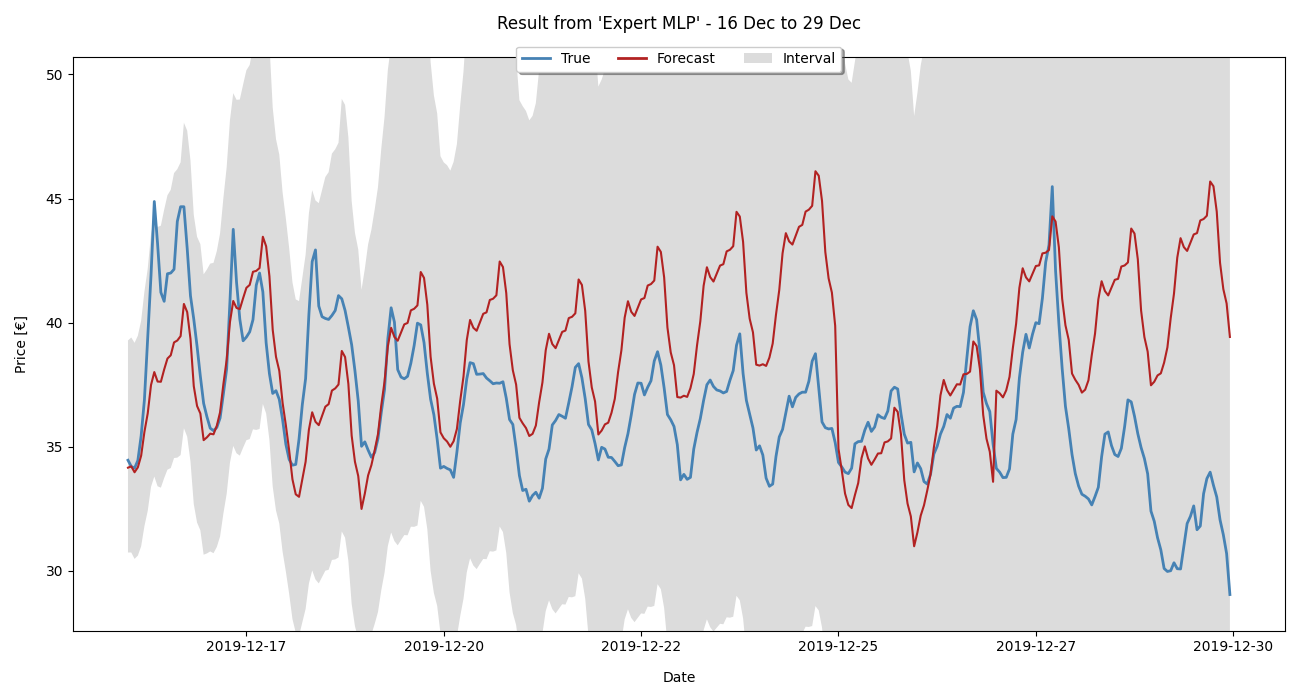 Result from 'Expert MLP' - 16 Dec to 29 Dec
True Forecast Interval
50
45
40
35
30
Price [€]
2019-12-17 2019-12-20 2019-12-22 2019-12-25 2019-12-27 2019-12-30
Date